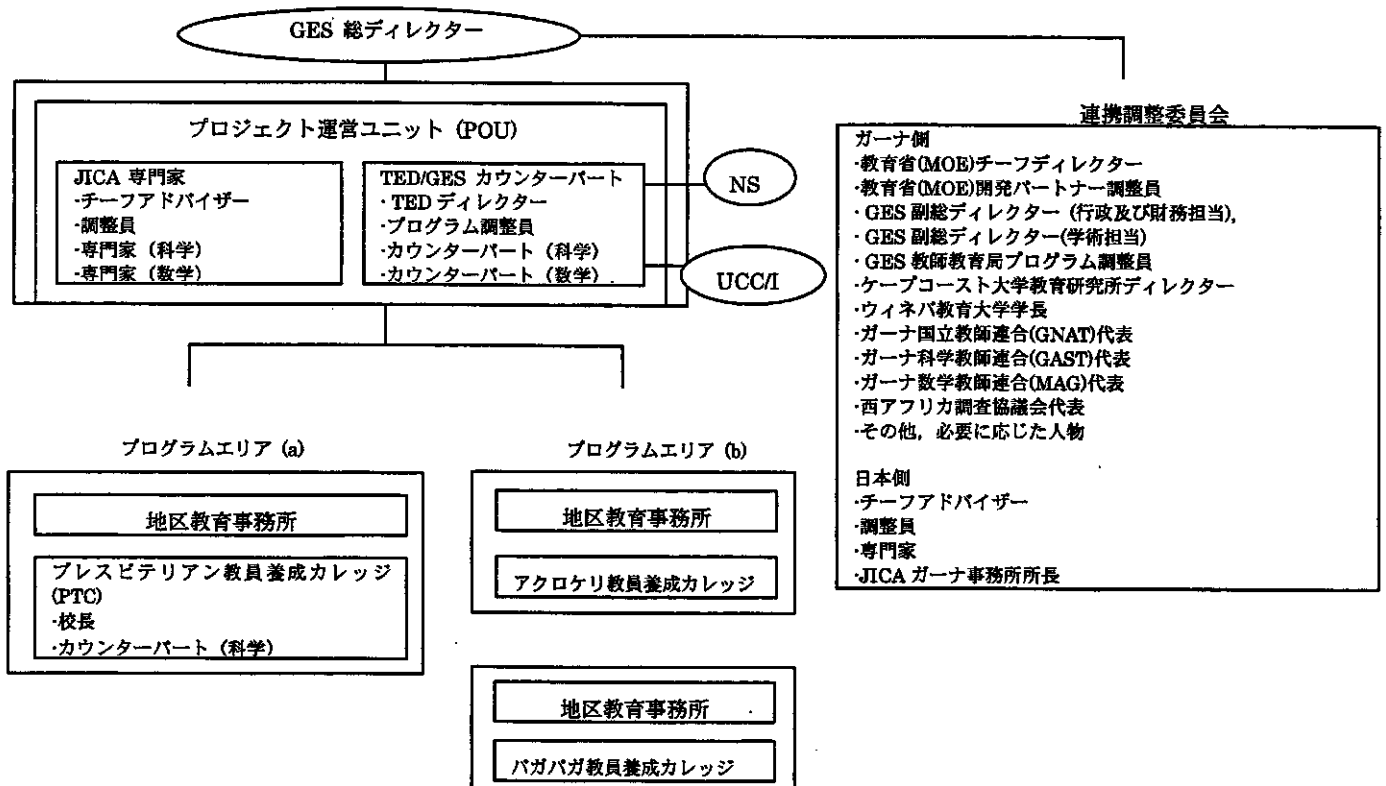 GES 総ディレクター
プロジェクト運営ユニット (POU)
JICA 専門家
・チーフアドバイザー
・調整員
・専門家（科学）
・専門家（数学）
TED/GES カウンターパート
・TED ディレクター
・プログラム調整員
・カウンターパート（科学）
・カウンターパート（数学）
NS
UCC/I
連携調整委員会
ガーナ側
・教育省(MOE)チーフディレクター
・教育省(MOE)開発パートナー調整員
・GES 副総ディレクター（行政及び財務担当),
・GES 副総ディレクター(学術担当)
・GES 教師教育局プログラム調整員
・ケープコースト大学教育研究所ディレクター
・ウィネバ教育大学学長
・ガーナ国立教師連合(GNAT)代表
・ガーナ科学教師連合(GAST)代表
・ガーナ数学教師連合(MAG)代表
・西アフリカ調査協議会代表
・その他，必要に応じた人物
日本側
・チーフアドバイザー
・調整員
・専門家
・JICA ガーナ事務所所長
プログラムエリア (a)
地区教育事務所
プレスビテリアン教員養成カレッジ
(PTC)
・校長
・カウンターパート（科学）
プログラムエリア (b)
地区教育事務所
アクロケリ教員養成カレッジ
地区教育事務所
バガバガ教員養成カレッジ